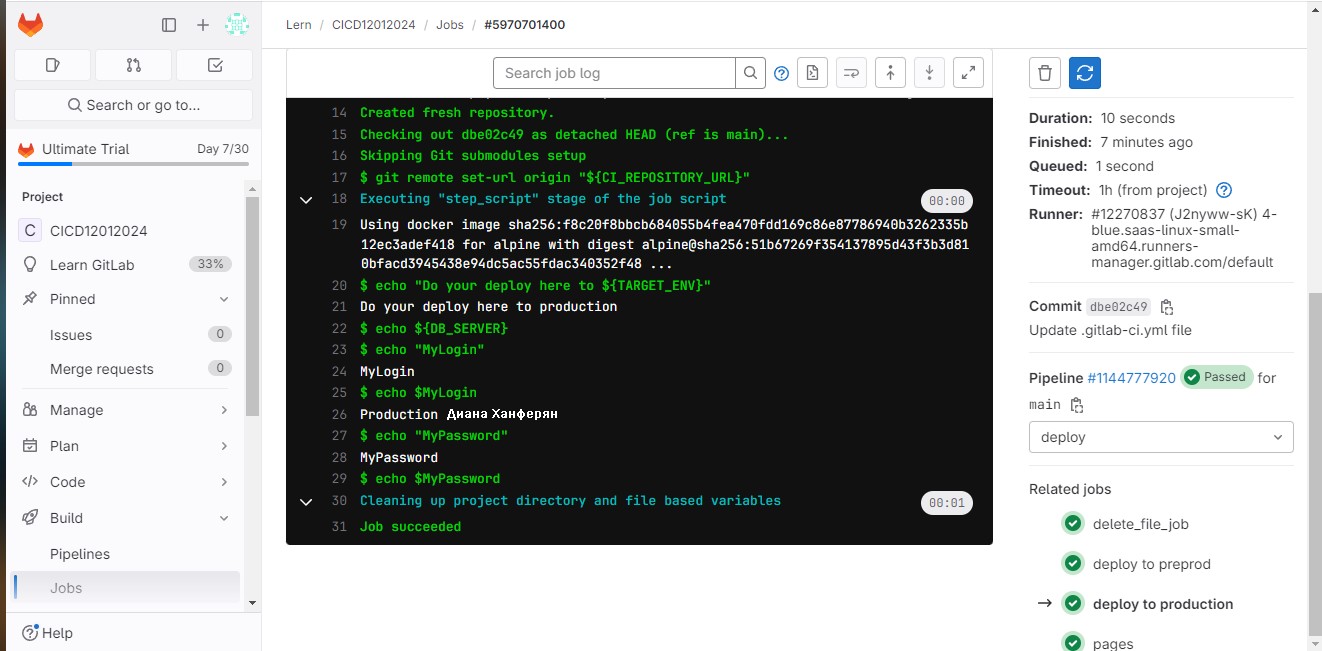 Lern / CICD12012024 / Jobs / #5970701400
Search or go to...
Ultimate Trial
Day 7/30
Project
C CICD12012024
Learn GitLab 33%
Pinned
Issues 0
Merge requests 0
Manage
Plan
Code
Build
Pipelines
Jobs
Help
Search job log
14 Created fresh repository.
15 Checking out dbe02c49 as detached HEAD (ref is main)...
16 Skipping Git submodules setup
17 $ git remote set-url origin "${CI_REPOSITORY_URL}"
18 Executing "step_script" stage of the job script 00:00
19 Using docker image sha256:f8c20f8bbcb684055b4fea470fdd169c86e87786940b3262335b
12ec3adef418 for alpine with digest alpine@sha256:51b67269f354137895d43f3b3d81
0bfacd3945438e94dc5ac55fdac340352f48 ...
20 $ echo "Do your deploy here to ${TARGET_ENV}"
21 Do your deploy here to production
22 $ echo ${DB_SERVER}
23 $ echo "MyLogin"
24 MyLogin
25 $ echo $MyLogin
26 Production Диана Ханферян
27 $ echo "MyPassword"
28 MyPassword
29 $ echo $MyPassword
30 Cleaning up project directory and file based variables 00:01
31 Job succeeded
Duration: 10 seconds
Finished: 7 minutes ago
Queued: 1 second
Timeout: 1h (from project)
Runner: #12270837 (J2nyww-sK) 4-
blue.saas-linux-small-
amd64.runners-
manager.gitlab.com/default
Commit dbe02c49
Update .gitlab-ci.yml file
Pipeline #1144777920 Passed for
main
deploy
Related jobs
delete_file_job
deploy to preprod
→ deploy to production
pages